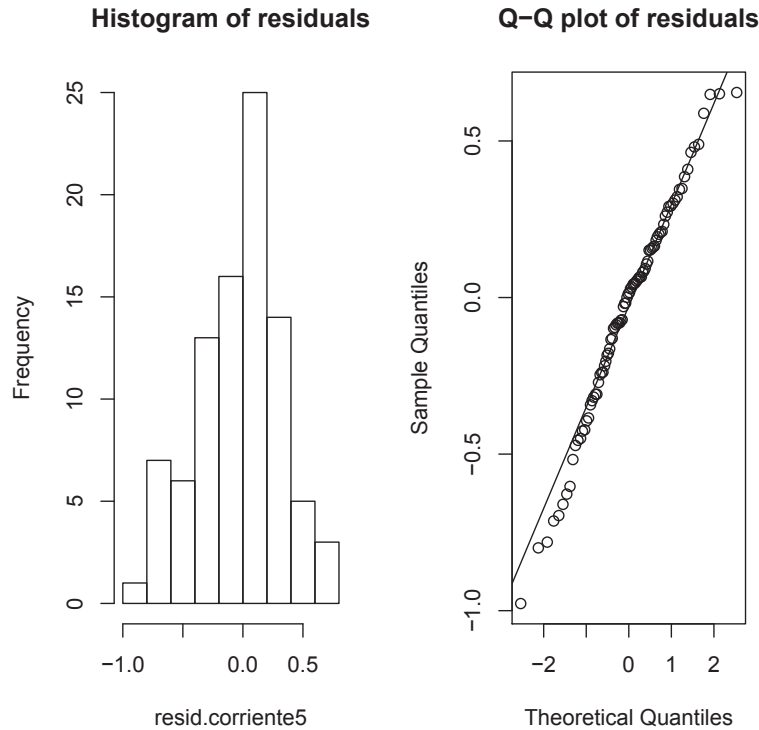 Histogram of residuals
Frequency
0
5
10
15
20
25
−1.0
0.0
0.5
resid.corriente5
Q−Q plot of residuals
Sample Quantiles
−1.0
−0.5
0.0
0.5
−2
0
1
2
Theoretical Quantiles